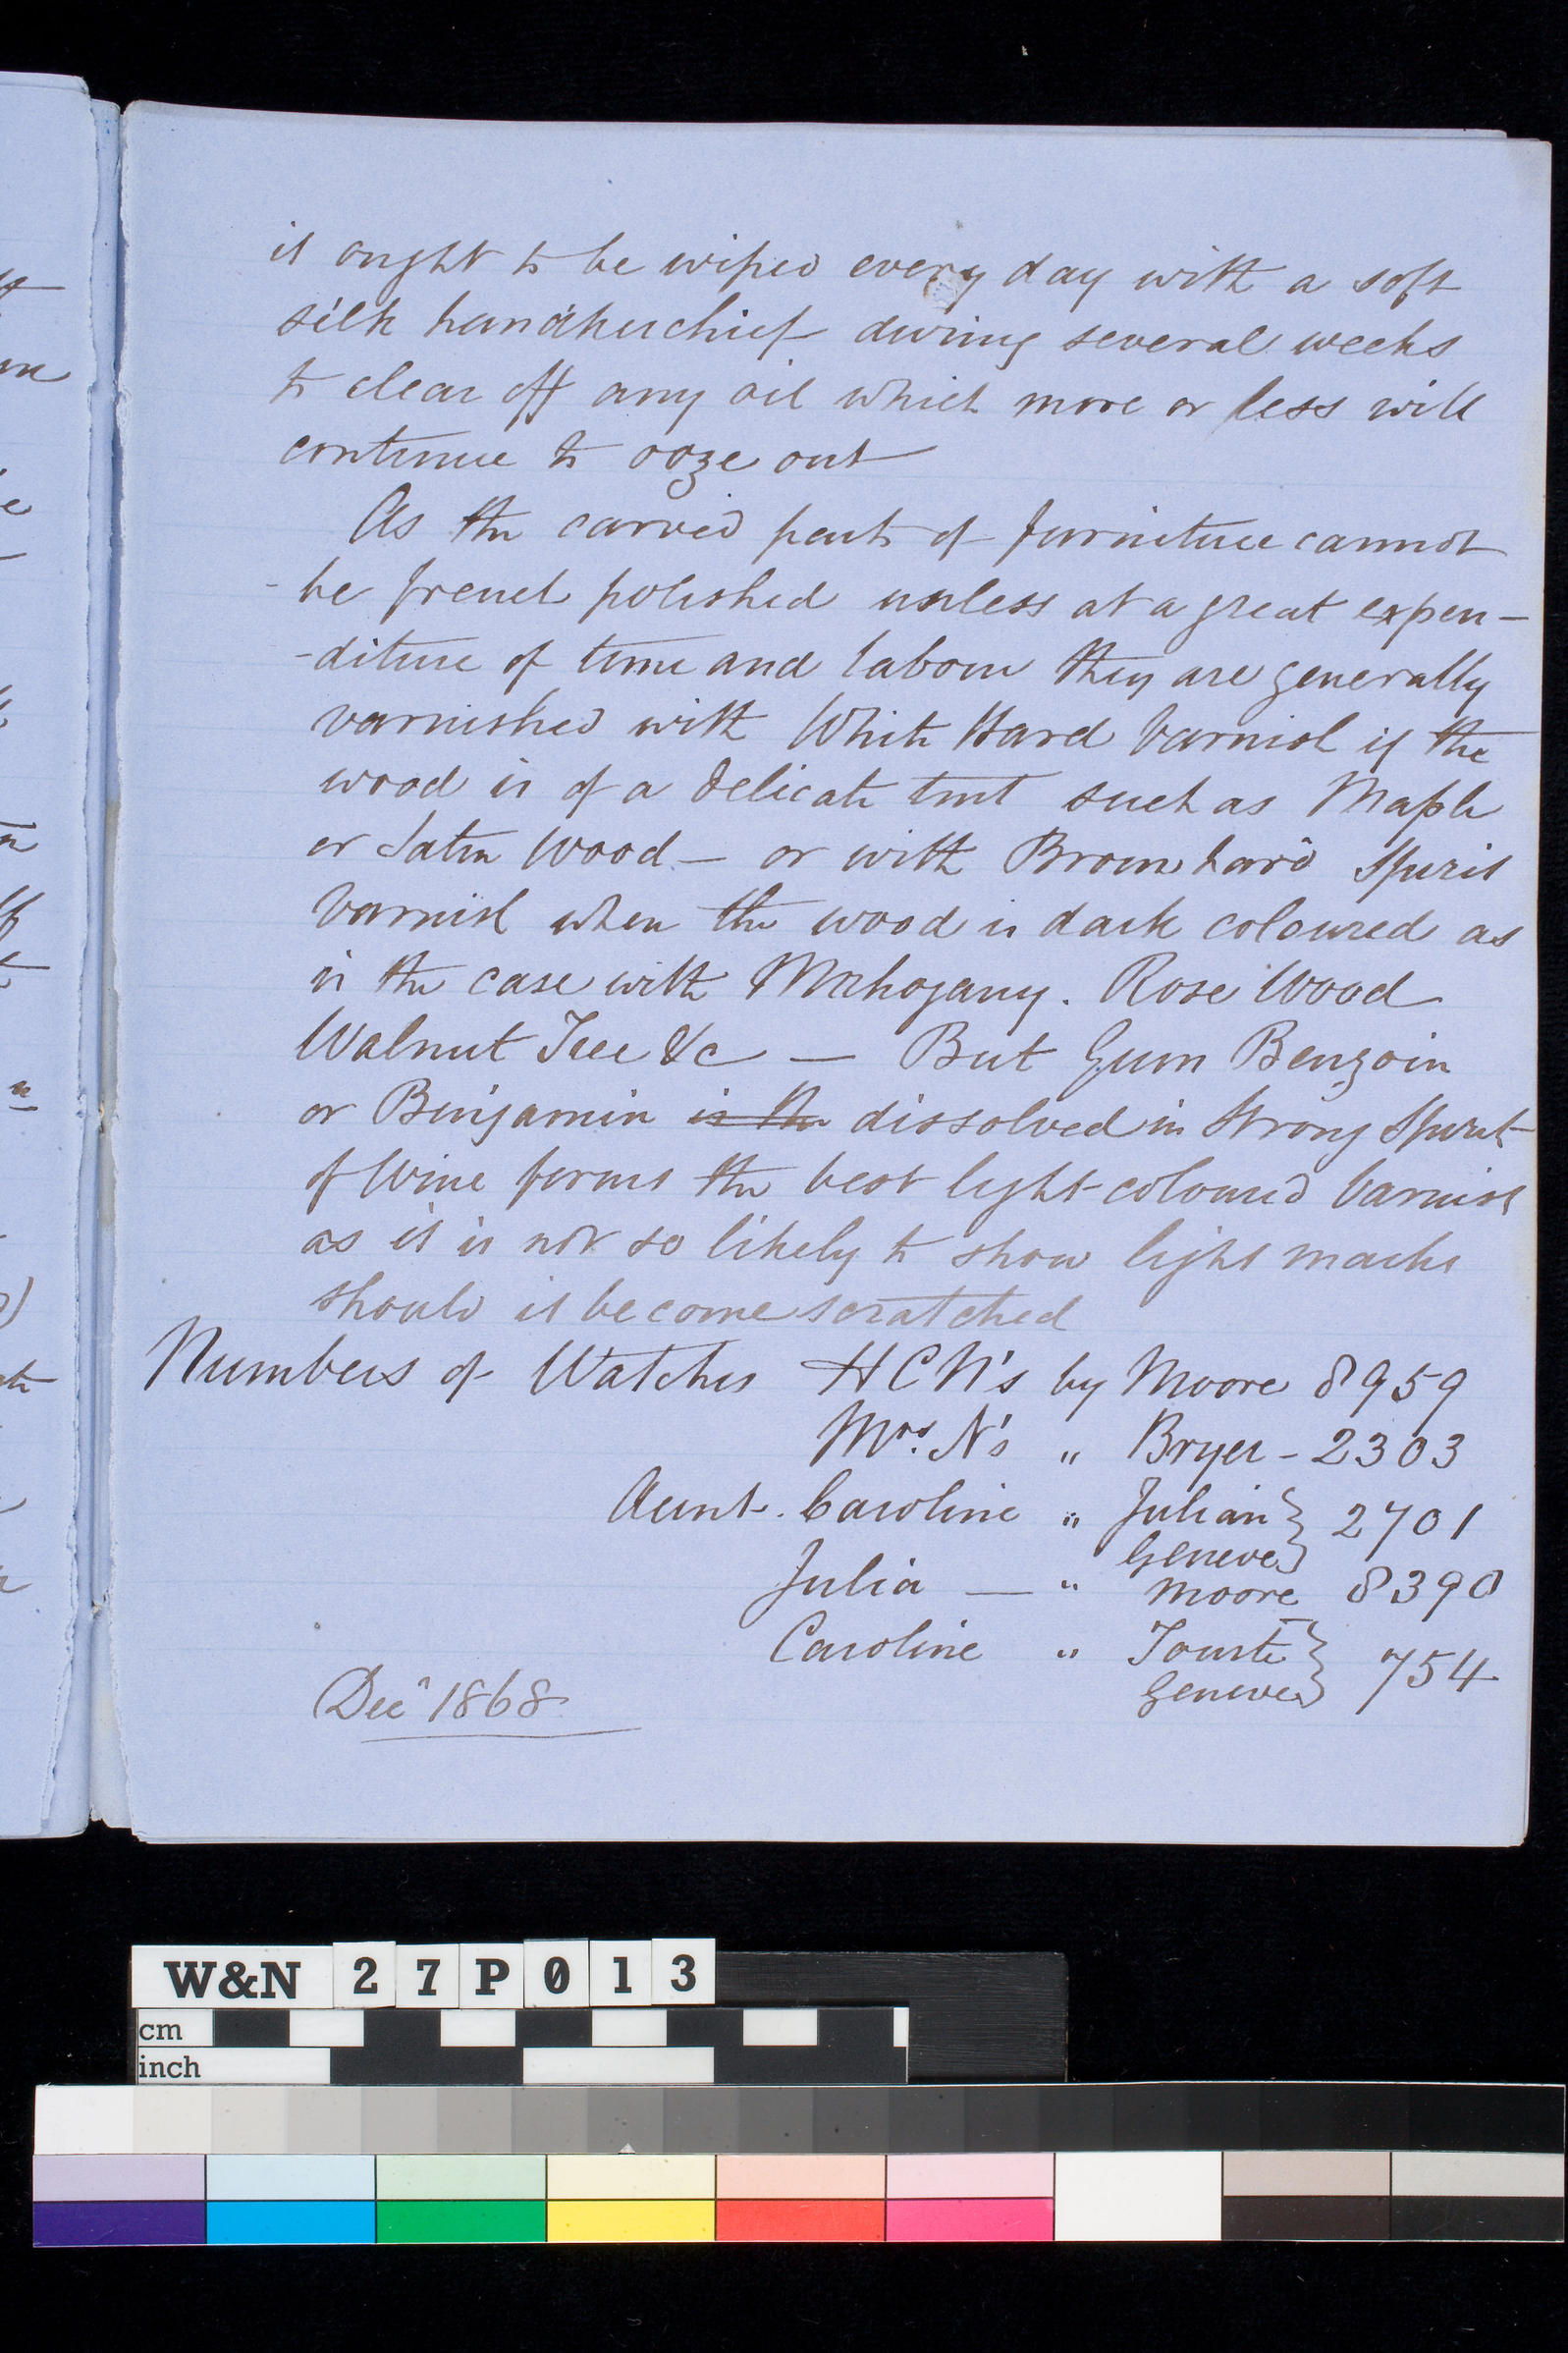 it ought to be wiped every day with a soft
silk handkerchief during several weeks
to clear off any oil which more or less will
continue to ooze out
As the carved parts of furniture cannot
- be french polished unless at a great expen-
-diture of time and labour they are generally
varnished with White Hard Varnish if the
wood is of a delicate tint such as Maple
or Satin Wood - or with Brown hard Spirit
Varnish when the wood is dark coloured as
is the case with Mahogany. Rose Wood
Walnut Tree &c - But Gum Benzoin
or Benjamin is the dissolved in Strong Spirit
of Wine forms the best light coloured Varnish
as it is not so likely to show light marks
should it become scratched
Numbers of Watches HCN's by Moore 8959
Mrs. N's " Bryer - 2303
Aunt. Caroline " Julian } 2701
Geneve
Julia — " Moore 8390
Caroline " } 754
Geneve
Decr 1868
W&N 27P013
cm
inch